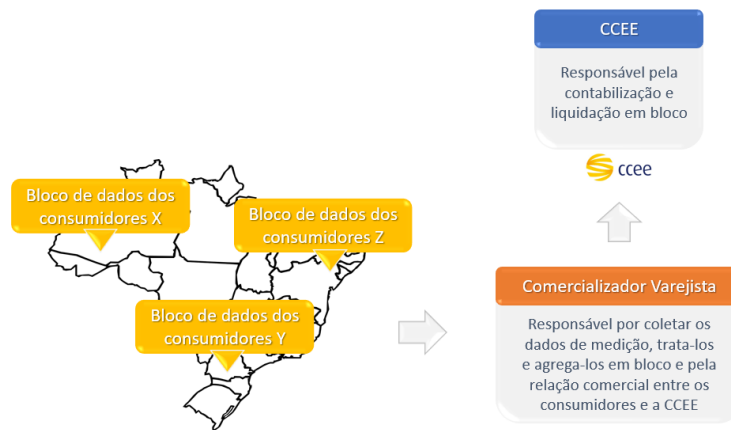 CCEE
Responsável pela
contabilização e
liquidação em bloco
ccee
Bloco de dados dos
consumidores X
Bloco de dados dos
consumidores Z
Bloco de dados dos
consumidores Y
Comercializador Varejista
Responsável por coletar os
dados de medição, trata-los
e agrega-los em bloco e pela
relação comercial entre os
consumidores e a CCEE